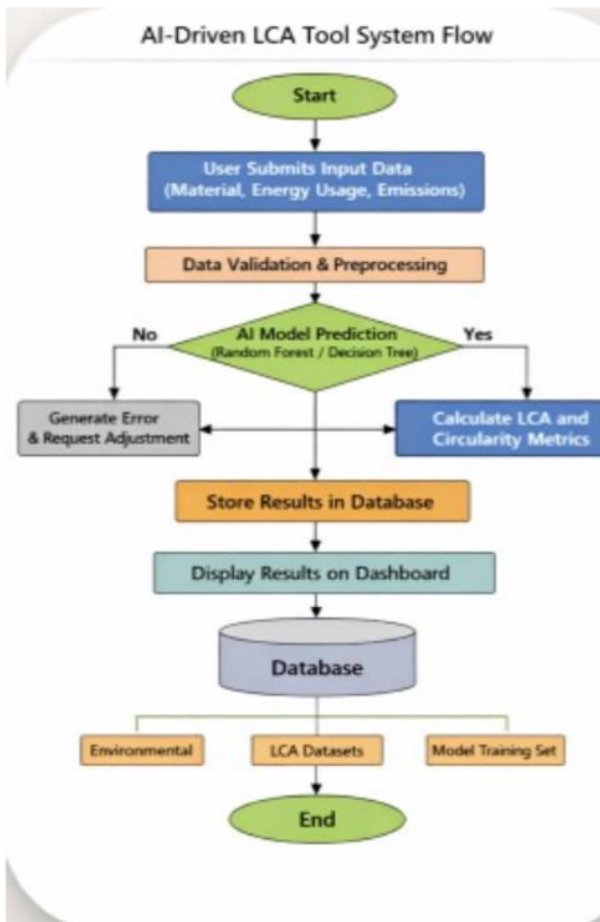 AI-Driven LCA Tool System Flow
Start
User Submits Input Data
(Material, Energy Usage, Emissions)
Data Validation & Preprocessing
No
AI Model Prediction
(Random Forest / Decision Tree)
Yes
Generate Error
& Request Adjustment
Calculate LCA and
Circularity Metrics
Store Results in Database
Display Results on Dashboard
Database
Environmental
LCA Datasets
Model Training Set
End